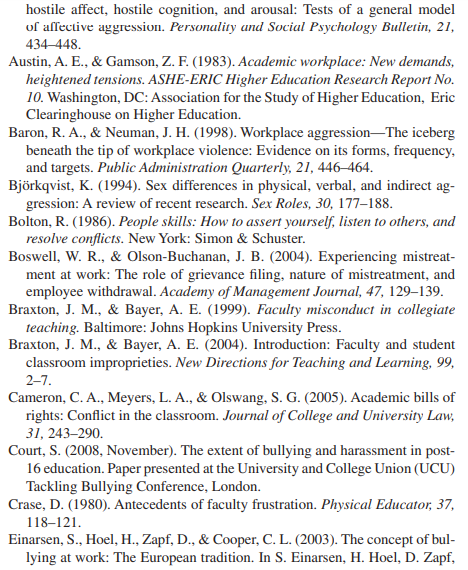 hostile affect, hostile cognition, and arousal: Tests of a general model
of affective aggression. Personality and Social Psychology Bulletin, 21,
434–448.
Austin, A. E., & Gamson, Z. F. (1983). Academic workplace: New demands,
heightened tensions. ASHE-ERIC Higher Education Research Report No.
10. Washington, DC: Association for the Study of Higher Education, Eric
Clearinghouse on Higher Education.
Baron, R. A., & Neuman, J. H. (1998). Workplace aggression—The iceberg
beneath the tip of workplace violence: Evidence on its forms, frequency,
and targets. Public Administration Quarterly, 21, 446–464.
Björkqvist, K. (1994). Sex differences in physical, verbal, and indirect ag-
gression: A review of recent research. Sex Roles, 30, 177–188.
Bolton, R. (1986). People skills: How to assert yourself, listen to others, and
resolve conflicts. New York: Simon & Schuster.
Boswell, W. R., & Olson-Buchanan, J. B. (2004). Experiencing mistreat-
ment at work: The role of grievance filing, nature of mistreatment, and
employee withdrawal. Academy of Management Journal, 47, 129–139.
Braxton, J. M., & Bayer, A. E. (1999). Faculty misconduct in collegiate
teaching. Baltimore: Johns Hopkins University Press.
Braxton, J. M., & Bayer, A. E. (2004). Introduction: Faculty and student
classroom improprieties. New Directions for Teaching and Learning, 99,
2–7.
Cameron, C. A., Meyers, L. A., & Olswang, S. G. (2005). Academic bills of
rights: Conflict in the classroom. Journal of College and University Law,
31, 243–290.
Court, S. (2008, November). The extent of bullying and harassment in post-
16 education. Paper presented at the University and College Union (UCU)
Tackling Bullying Conference, London.
Crase, D. (1980). Antecedents of faculty frustration. Physical Educator, 37,
118–121.
Einarsen, S., Hoel, H., Zapf, D., & Cooper, C. L. (2003). The concept of bul-
lying at work: The European tradition. In S. Einarsen, H. Hoel, D. Zapf,